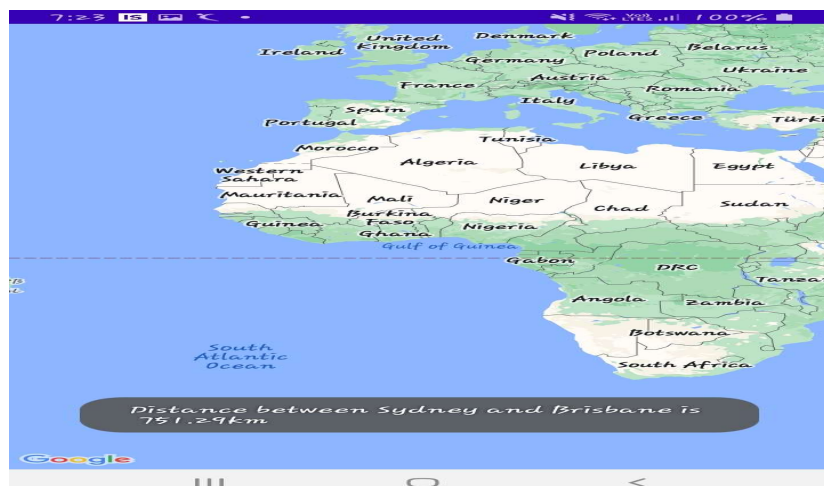 7:23 IS 100%
United Kingdom
Denmark
Ireland
Germany
Poland
Belarus
Ukraine
France
Austria
Romania
Spain
Italy
Portugal
Greece
Türki
Morocco
Tunisia
Algeria
Libya
Egypt
Western
Sahara
Mauritania
Mali
Niger
Chad
Sudan
Burkina
Faso
Guinea
Ghana
Nigeria
Gulf of Guinea
Gabon
DRC
Tanza
Angola
Zambia
Botswana
South
Atlantic
Ocean
South Africa
Distance between Sydney and Brisbane is
751.29km
Google